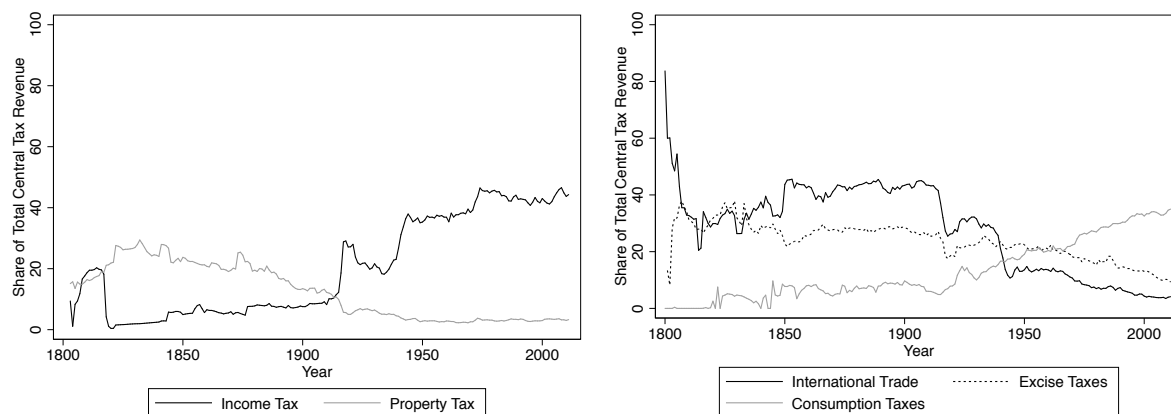 Share of Total Central Tax Revenue
100
80
60
40
20
0
1800 1850 1900 1950 2000
Year
Income Tax Property Tax
Share of Total Central Tax Revenue
100
80
60
40
20
0
1800 1850 1900 1950 2000
Year
International Trade Excise Taxes
Consumption Taxes